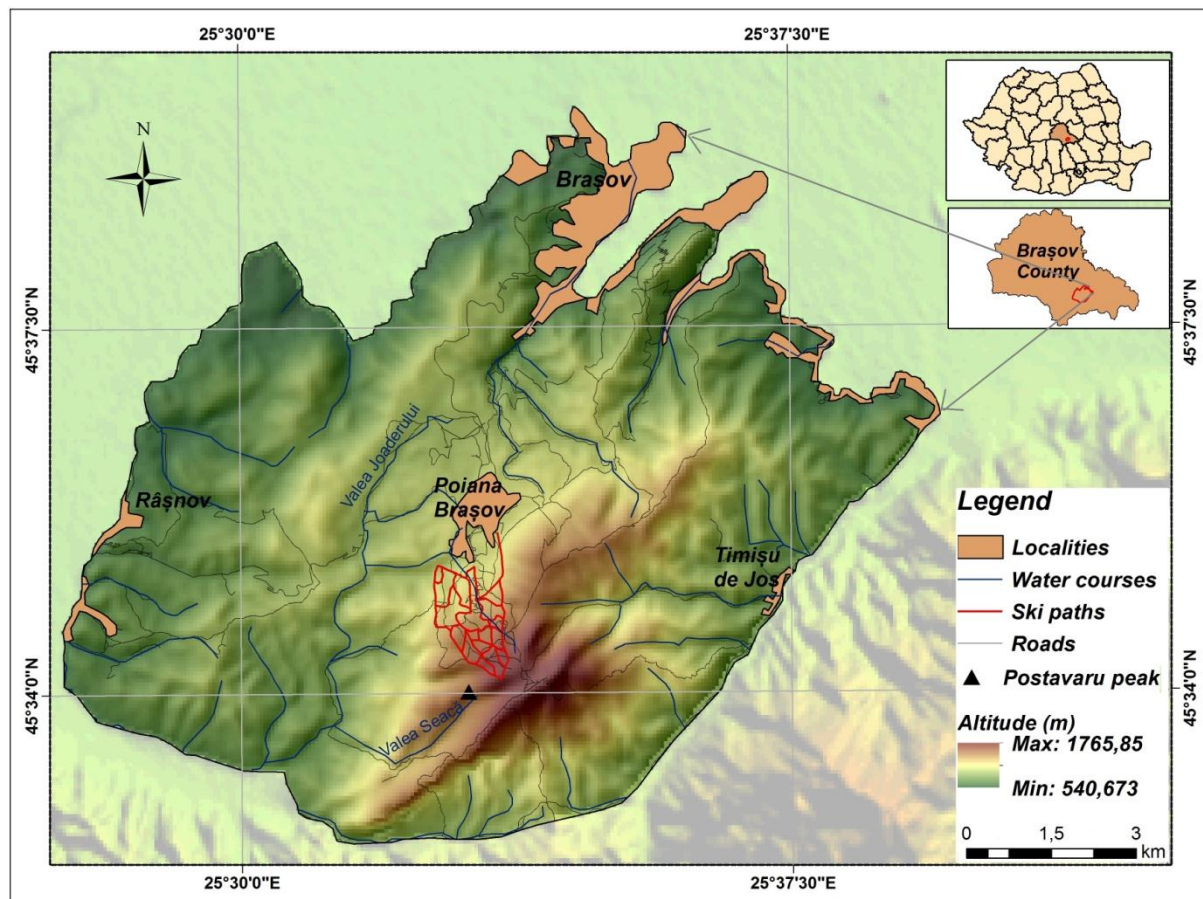 25°30'0"E
25°37'30"E
N
Brașov
Brașov
County
45°37'30"N
45°37'30"N
Valea Joaderului
Poiana
Brașov
Râșnov
Timișu
de Jos
Valea Seacă
45°34'0"N
45°34'0"N
Legend
Localities
Water courses
Ski paths
Roads
Postavaru peak
Altitude (m)
Max: 1765,85
Min: 540,673
0 1,5 3
km
25°30'0"E
25°37'30"E